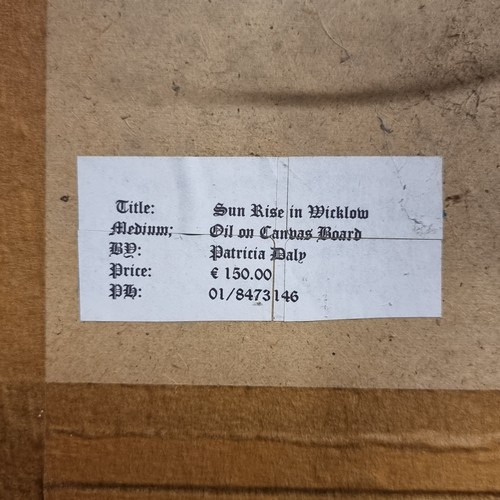 Title: Sun Rise in Wicklow
Medium; Oil on Canvas Board
BY: Patricia Daly
Price: € 150.00
PH: 01/8473146